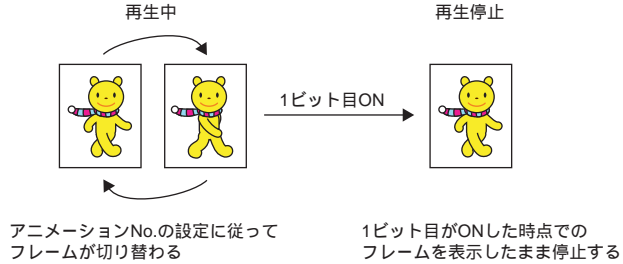 再生中
再生停止
1ビット目ON
アニメーションNo.の設定に従って
フレームが切り替わる
1ビット目がONした時点での
フレームを表示したまま停止する